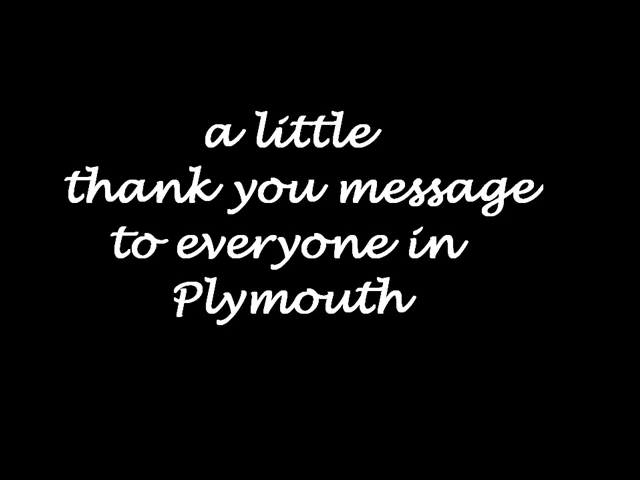 a little
thank you message
to everyone in
Plymouth